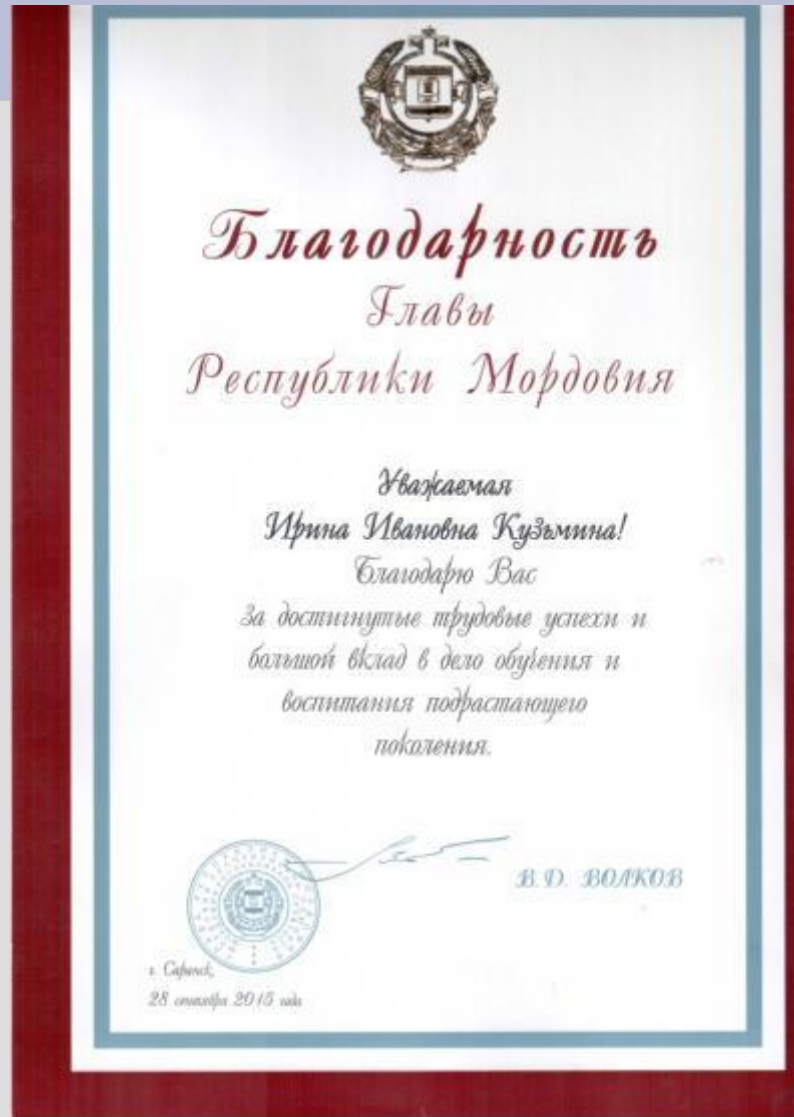 Благодарность
Главы
Республики Мордовия
Уважаемая
Ирина Ивановна Кузьмина!
Благодарю Вас
за достигнутые трудовые успехи и
большой вклад в дело обучения и
воспитания подрастающего
поколения.
В.Д. ВОЛКОВ
г. Саранск,
28 сентября 2015 года